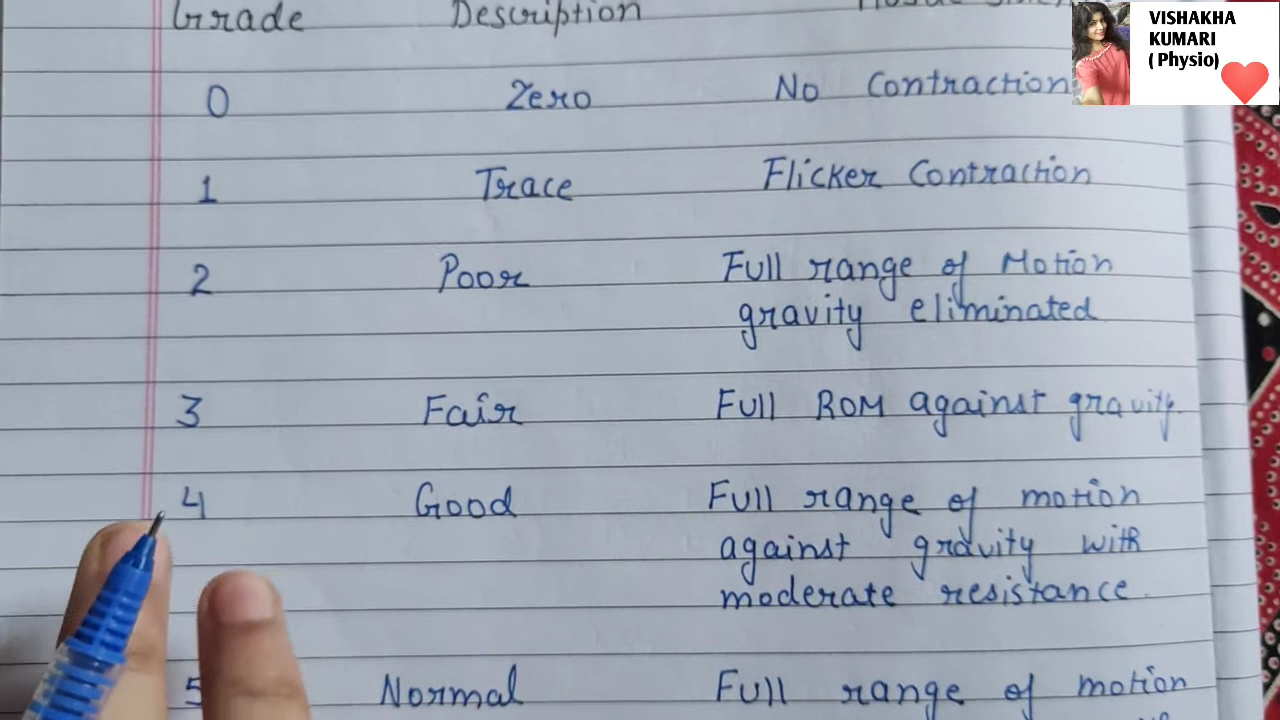 Grade Description
VISHAKHA
KUMARI
( Physio)
0 Zero No Contraction
1 Trace Flicker Contraction
2 Poor Full range of Motion
gravity eliminated
3 Fair Full ROM against gravity
4 Good Full range of motion
against gravity with
moderate resistance.
5 Normal Full range of motion